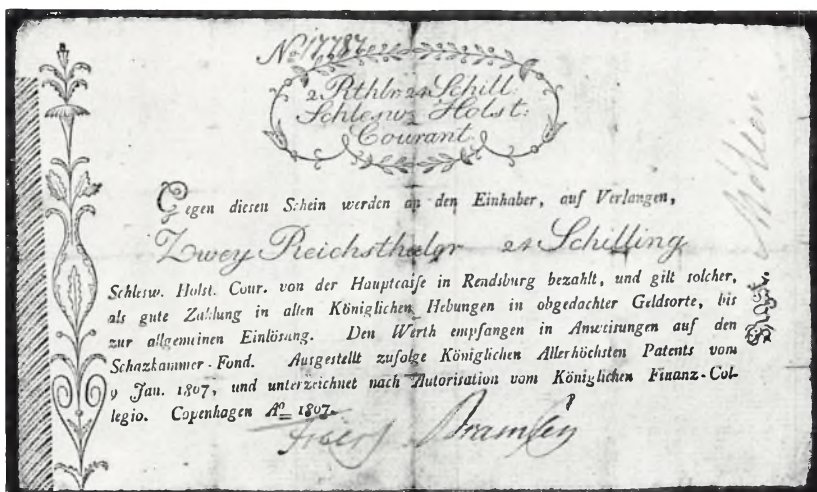 No 17787
2 Rthlr 24 Schill:
Schlesw: Holst:
Courant
Gegen diesen Schein werden an den Einhaber, auf Verlangen,
Zwey Reichsthaler 24 Schilling
Schlesw. Holst. Cour. von der Hauptcasse in Rendsburg bezahlt, und gilt solcher,
als gute Zahlung in allen Königlichen Hebungen in obgedachter Geldsorte, bis
zur allgemeinen Einlösung. Den Werth empfangen in Anweisungen auf den
Schazkammer-Fond. Ausgestellt zufolge Königlichen Allerhöchsten Patents vom
9 Jan. 1807, und unterzeichnet nach Autorisation vom Königlichen Finanz-Col-
legio. Copenhagen Ao 1807.